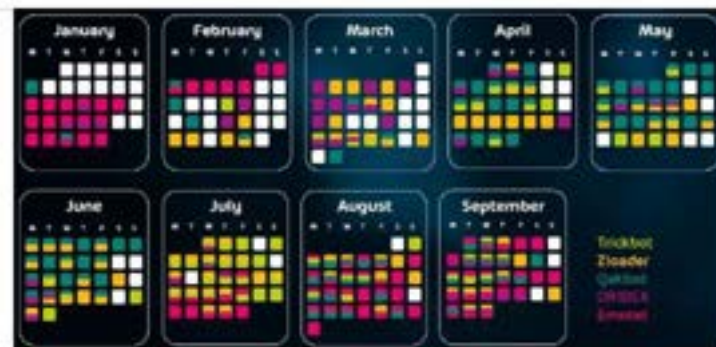 January February March April May
M T W T F S S M T W T F S S M T W T F S S M T W T F S S M T W T F S S
June July August September
M T W T F S S M T W T F S S M T W T F S S M T W T F S S
Trickbot
Zloader
Qakbot
Emotet